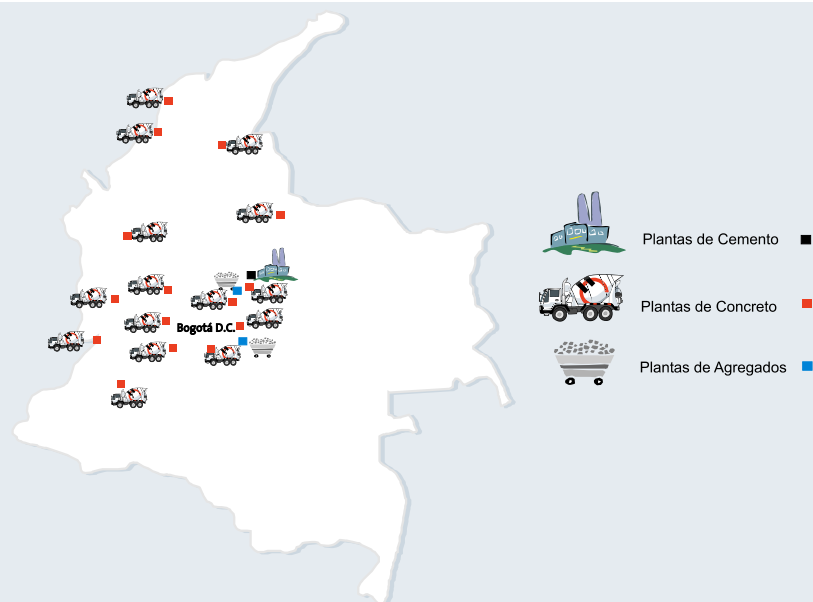 Plantas de Cemento
Plantas de Concreto
Bogotá D.C.
Plantas de Agregados